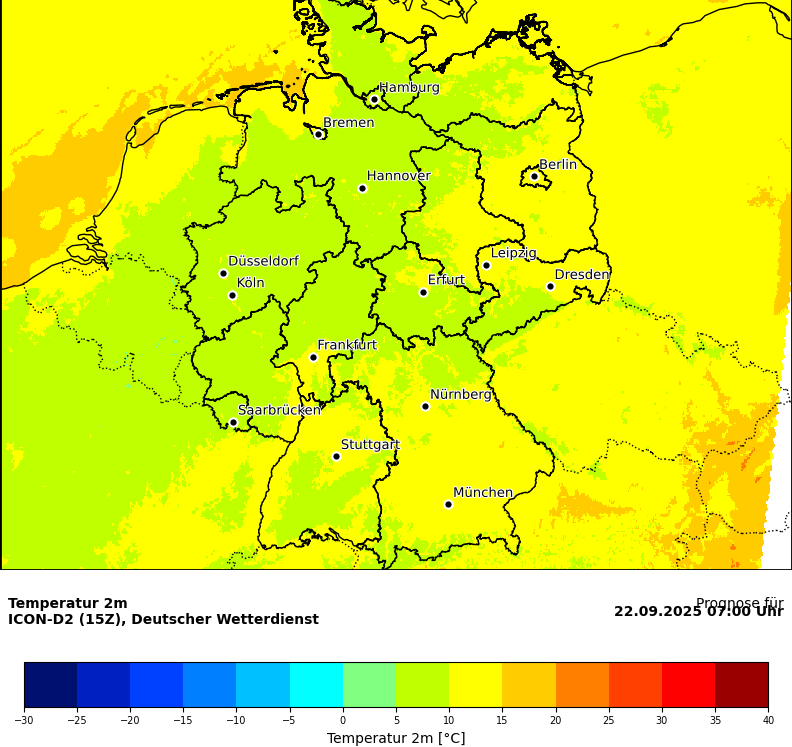 Hamburg
Bremen
Berlin
Hannover
Leipzig
Düsseldorf
Dresden
Köln
Erfurt
Frankfurt
Nürnberg
Saarbrücken
Stuttgart
München
Temperatur 2m
Prognose für
ICON-D2 (15Z), Deutscher Wetterdienst
22.09.2025 07:00 Uhr
−30 −25 −20 −15 −10 −5 0 5 10 15 20 25 30 35 40
Temperatur 2m [°C]